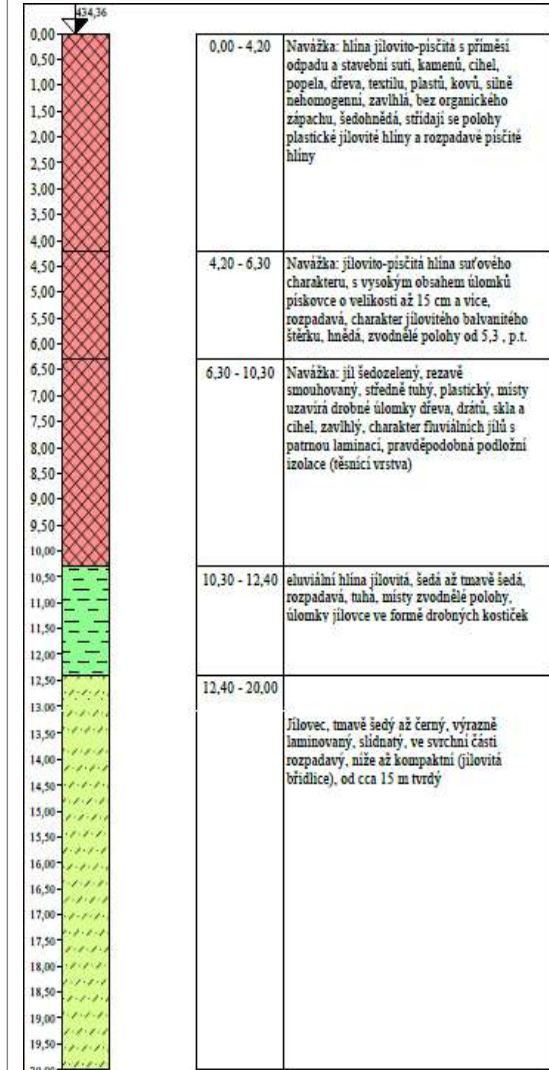 434,36
0,00
0,50
1,00
1,50
2,00
2,50
3,00
3,50
4,00
4,50
5,00
5,50
6,00
6,50
7,00
7,50
8,00
8,50
9,00
9,50
10,00
10,50
11,00
11,50
12,00
12,50
13,00
13,50
14,00
14,50
15,00
15,50
16,00
16,50
17,00
17,50
18,00
18,50
19,00
19,50
20,00
0,00 - 4,20
Navážka: hlína jílovito-písčitá s příměsí
odpadu a stavební suti, kamenů, cihel,
popela, dřeva, textilu, plastů, kovů, silně
nehomogenní, zavlhlá, bez organického
zápachu, šedohnědá, střídají se polohy
plastické jílovité hlíny a rozpadavé písčité
hlíny
4,20 - 6,30
Navážka: jílovito-písčitá hlína suťového
charakteru, s vysokým obsahem úlomků
pískovce o velikosti až 15 cm a více,
rozpadavá, charakter jílovitého balvanitého
štěrku, hnědá, zvodnělé polohy od 5,3 , p.t.
6,30 - 10,30
Navážka: jíl šedozelený, rezavě
smouhovaný, středně tuhý, plastický, místy
uzavírá drobné úlomky dřeva, drátů, skla a
cihel, zavlhlý, charakter fluviálních jílů s
patrnou laminací, pravděpodobná podložní
izolace (těsnící vrstva)
10,30 - 12,40
eluviální hlína jílovitá, šedá až tmavě šedá,
rozpadavá, tuhá, místy zvodnělé polohy,
úlomky jílovce ve formě drobných kostiček
12,40 - 20,00
Jílovec, tmavě šedý až černý, výrazně
laminovaný, slídnatý, ve svrchní části
rozpadavý, níže až kompaktní (jílovitá
břidlice), od cca 15 m tvrdý